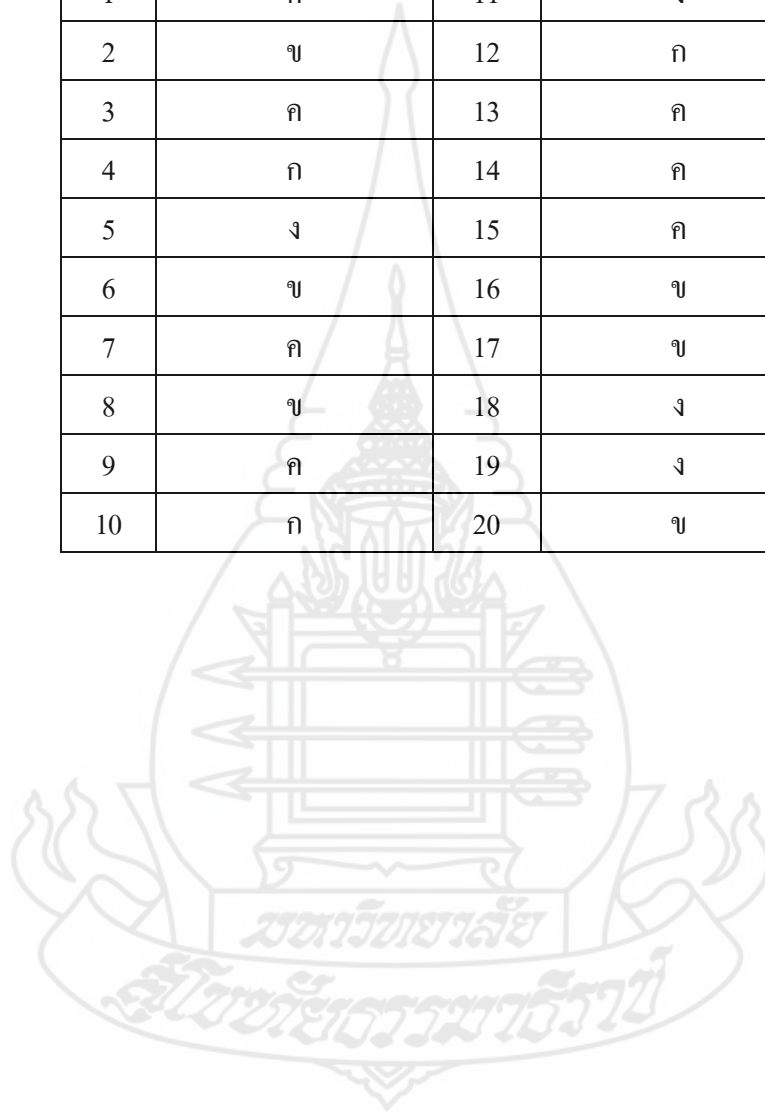 2 ข 12 ก
3 ค 13 ค
4 ก 14 ค
5 ง 15 ค
6 ข 16 ข
7 ค 17 ข
8 ข 18 ง
9 ค 19 ง
10 ก 20 ข
มหาวิทยาลัย
สุโขทัยธรรมาธิราช